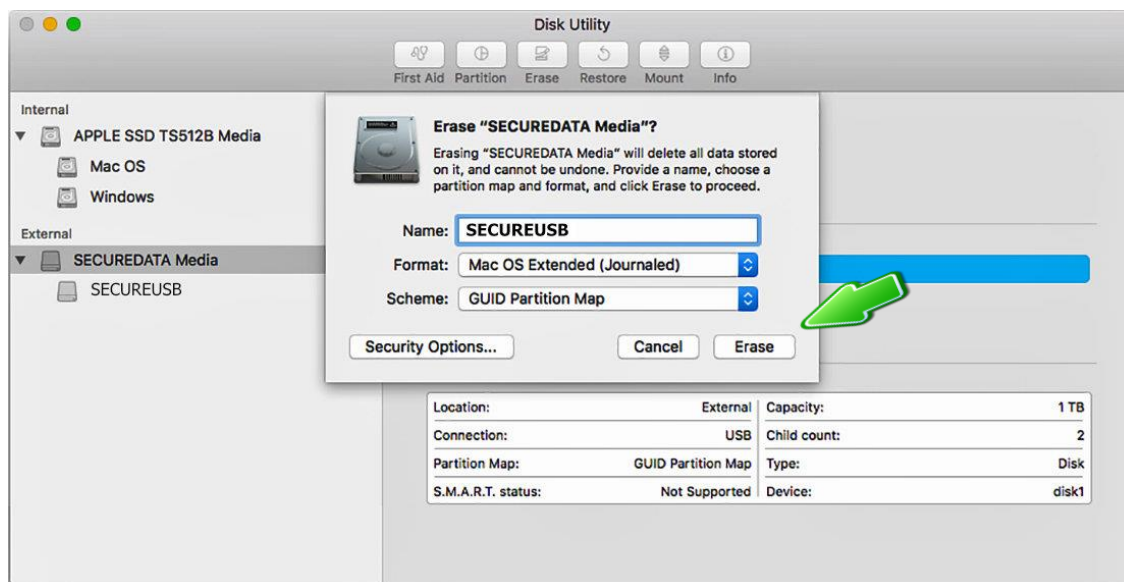 Disk Utility
First Aid Partition Erase Restore Mount Info
Internal
APPLE SSD TS512B Media
Mac OS
Windows
External
SECUREDATA Media
SECUREUSB
Erase “SECUREDATA Media”?
Erasing “SECUREDATA Media” will delete all data stored
on it, and cannot be undone. Provide a name, choose a
partition map and format, and click Erase to proceed.
Name: SECUREUSB
Format: Mac OS Extended (Journaled)
Scheme: GUID Partition Map
Security Options... Cancel Erase
Location: External Capacity: 1 TB
Connection: USB Child count: 2
Partition Map: GUID Partition Map Type: Disk
S.M.A.R.T. status: Not Supported Device: disk1